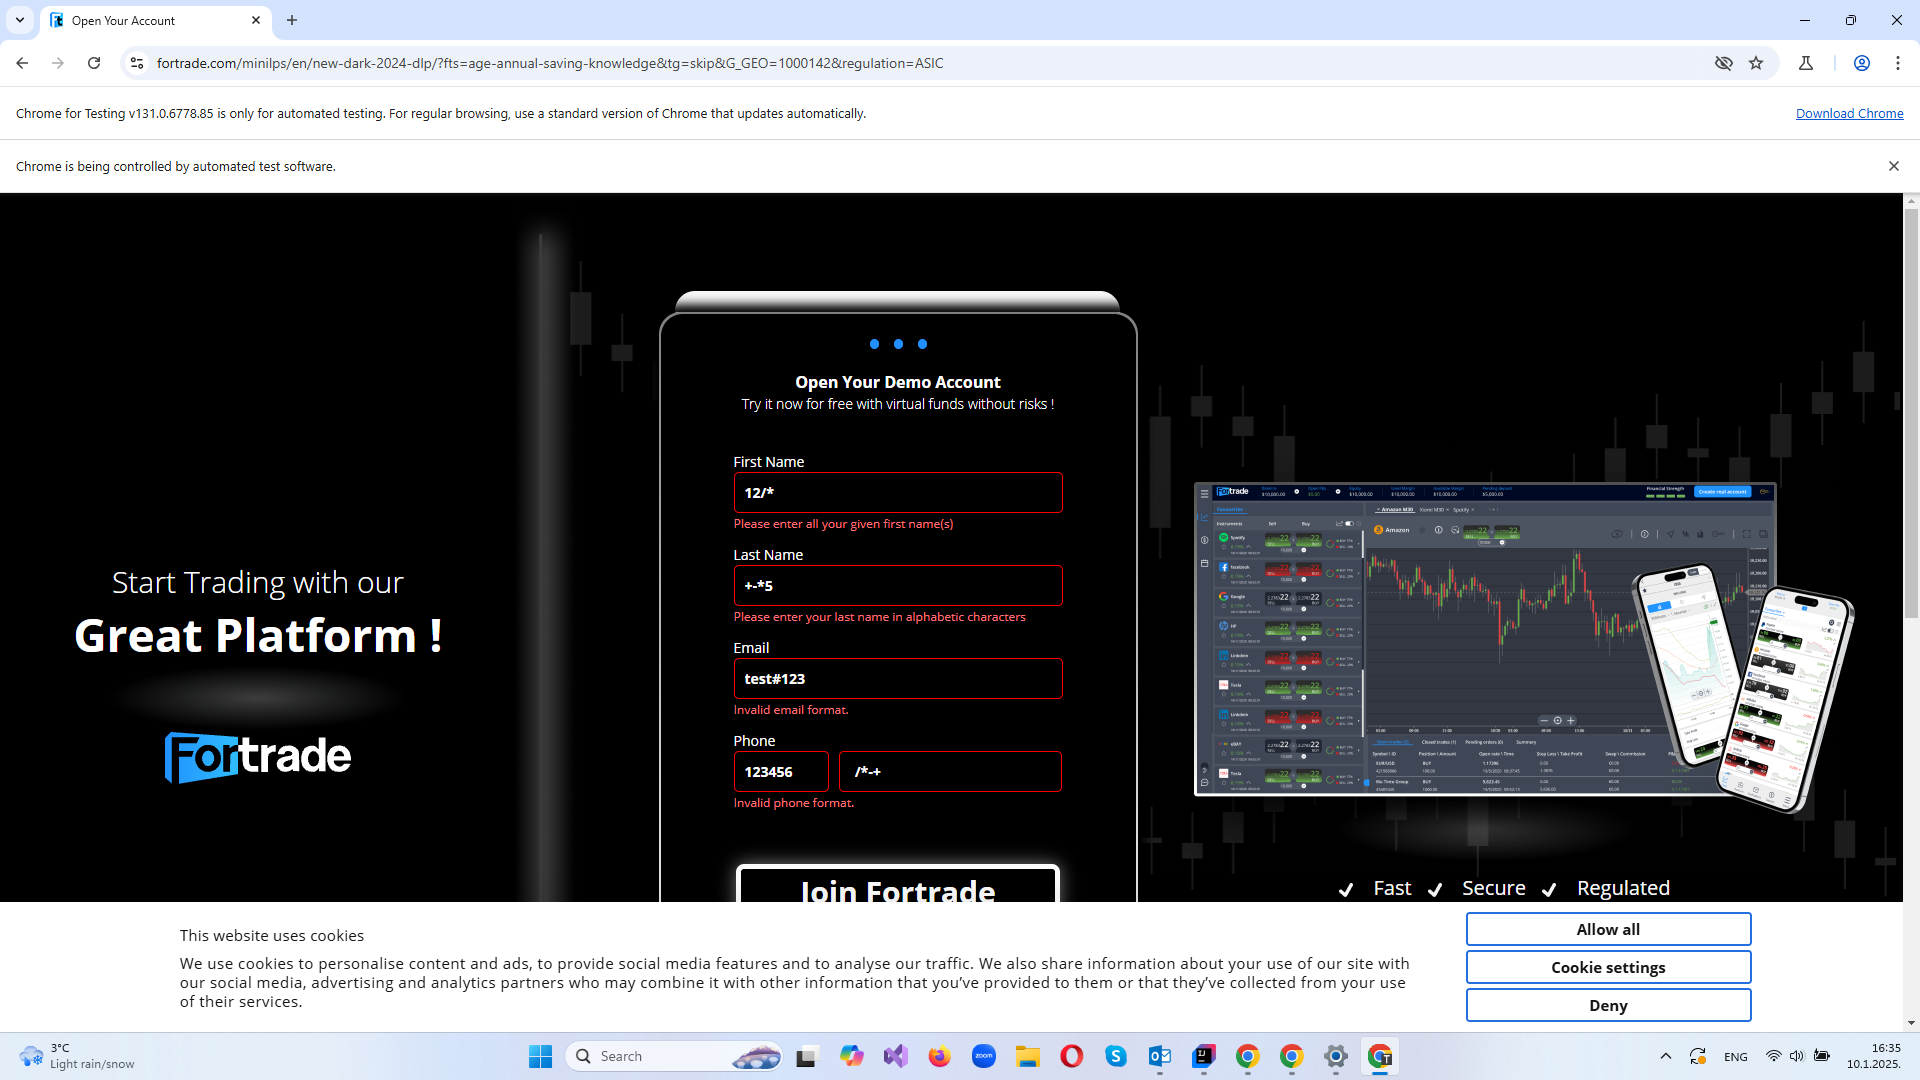 Open Your Account
fortrade.com/minilps/en/new-dark-2024-dlp/?fts=age-annual-saving-knowledge&tg=skip&G_GEO=1000142&regulation=ASIC
Chrome for Testing v131.0.6778.85 is only for automated testing. For regular browsing, use a standard version of Chrome that updates automatically.
Download Chrome
Chrome is being controlled by automated test software.
Open Your Demo Account
Try it now for free with virtual funds without risks !
First Name
12/*
Please enter all your given first name(s)
Last Name
+-*5
Please enter your last name in alphabetic characters
Email
test#123
Invalid email format.
Phone
123456
/*-+
Invalid phone format.
Join Fortrade
Start Trading with our
Great Platform !
Fortrade
Fortrade
Create real account
Amazon
Fast
Secure
Regulated
This website uses cookies
We use cookies to personalise content and ads, to provide social media features and to analyse our traffic. We also share information about your use of our site with
our social media, advertising and analytics partners who may combine it with other information that you've provided to them or that they've collected from your use
of their services.
Allow all
Cookie settings
Deny
3°C
Light rain/snow
Search
zoom
ENG
16:35
10.1.2025.